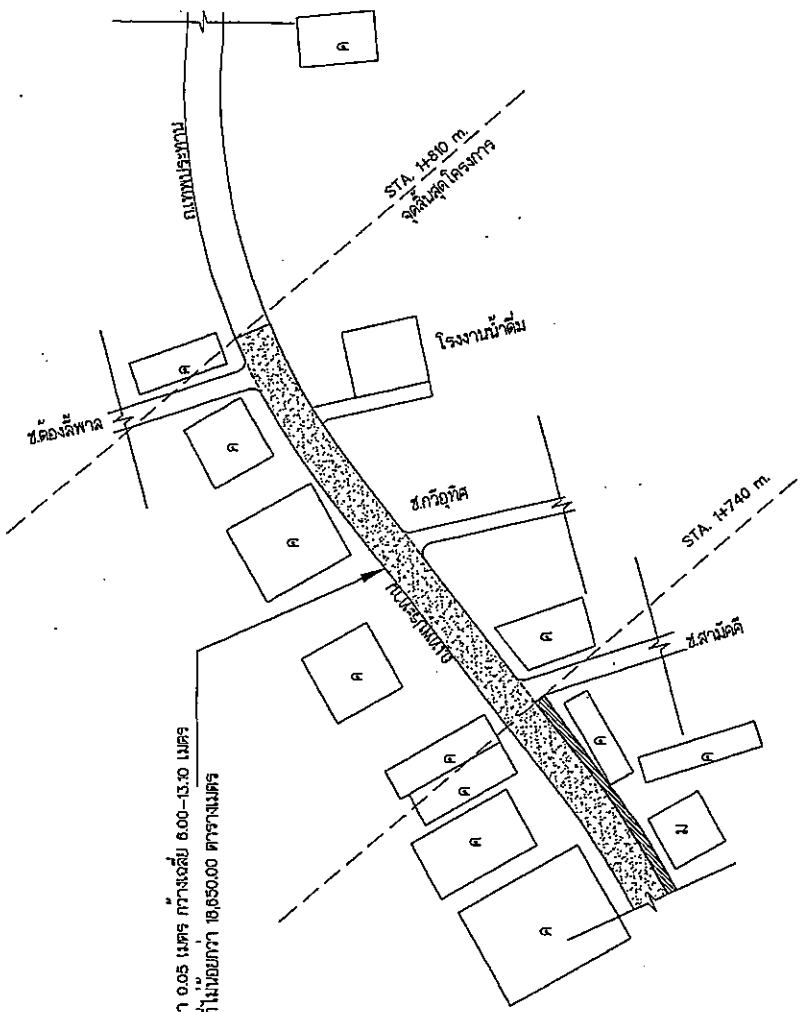 ค
ถ.เทพประทาน
STA. 1+810 m.
จุดสิ้นสุดโครงการ
ค
โรงงานน้ำดื่ม
ซ.ต้องลี้พาล
ค
ค
ซ.กวีอุทิศ
STA. 1+740 m.
ค
ค
ซ.สามัคคี
ค
ค
ค
ค
ค
ม
ค
า 0.05 เมตร กว้างเฉลี่ย 6.00-13.10 เมตร
ที่ไม่น้อยกว่า 18,650.00 ตารางเมตร